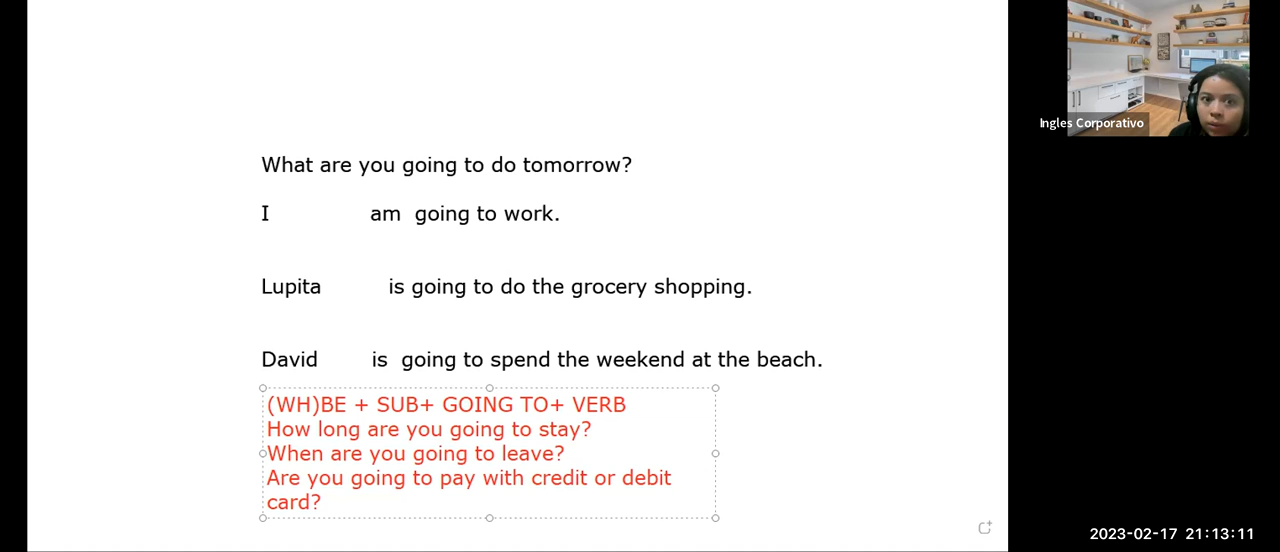 Ingles Corporativo
What are you going to do tomorrow?
I am going to work.
Lupita is going to do the grocery shopping.
David is going to spend the weekend at the beach.
(WH)BE + SUB+ GOING TO+ VERB
How long are you going to stay?
When are you going to leave?
Are you going to pay with credit or debit
card?
2023-02-17 21:13:11